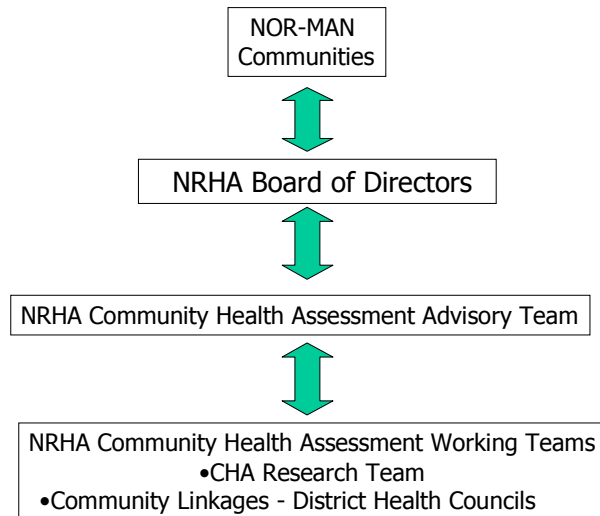 NOR-MAN
Communities
NRHA Board of Directors
NRHA Community Health Assessment Advisory Team
NRHA Community Health Assessment Working Teams
•CHA Research Team
•Community Linkages - District Health Councils